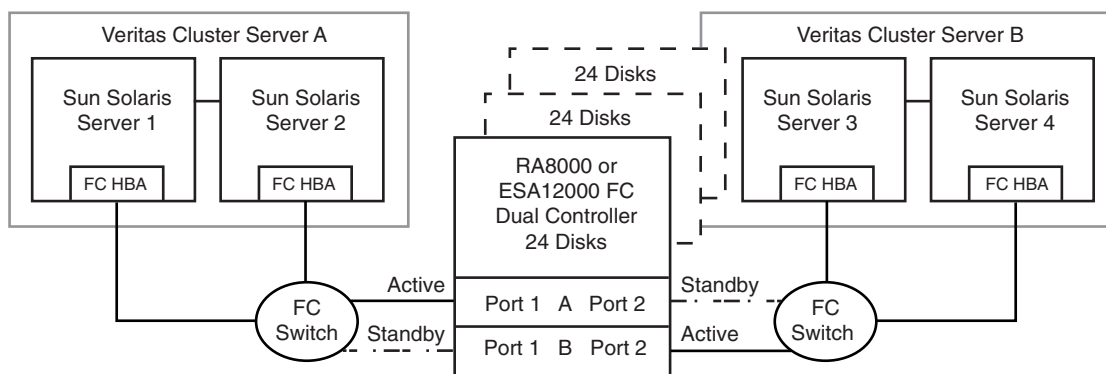 Veritas Cluster Server A
Veritas Cluster Server B
24 Disks
24 Disks
Sun Solaris
Server 1
Sun Solaris
Server 2
Sun Solaris
Server 3
Sun Solaris
Server 4
FC HBA
FC HBA
FC HBA
FC HBA
RA8000 or
ESA12000 FC
Dual Controller
24 Disks
Active
Standby
Port 1 A Port 2
FC
Switch
FC
Switch
Standby
Active
Port 1 B Port 2